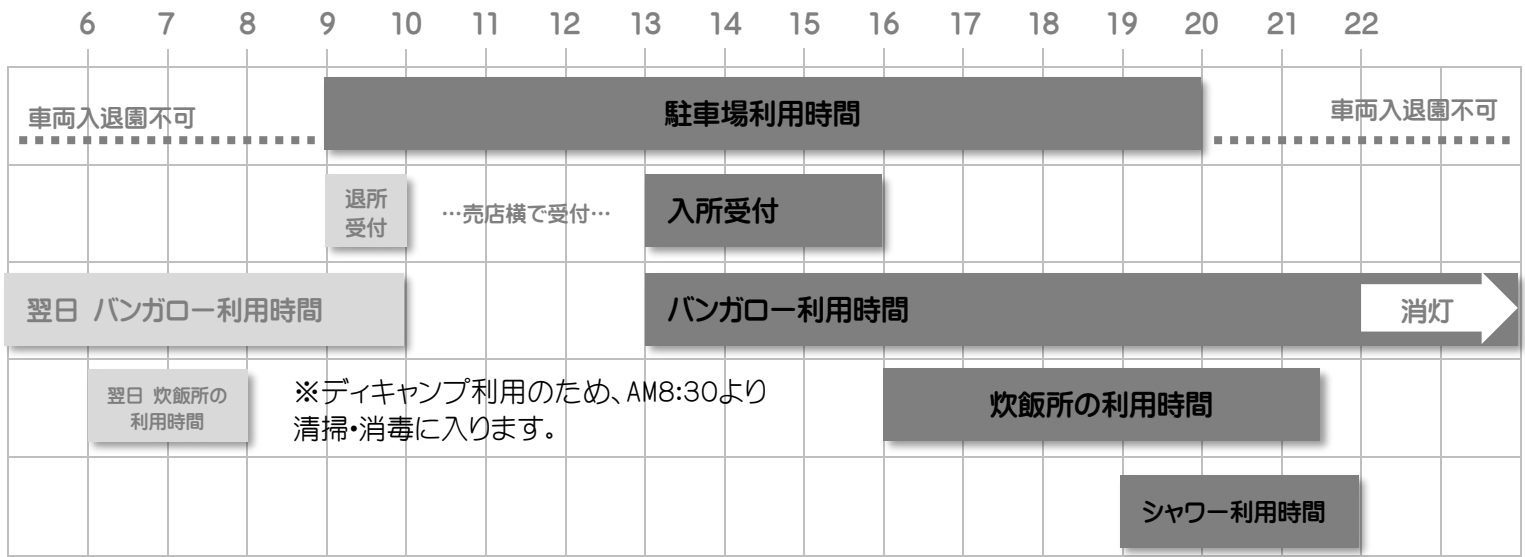 6 7 8 9 10 11 12 13 14 15 16 17 18 19 20 21 22
車両入退園不可
駐車場利用時間
車両入退園不可
退所
受付
…売店横で受付…
入所受付
翌日 バンガロー利用時間
バンガロー利用時間
消灯
翌日 炊飯所の
利用時間
※ディキャンプ利用のため、AM8:30より
清掃・消毒に入ります。
炊飯所の利用時間
シャワー利用時間